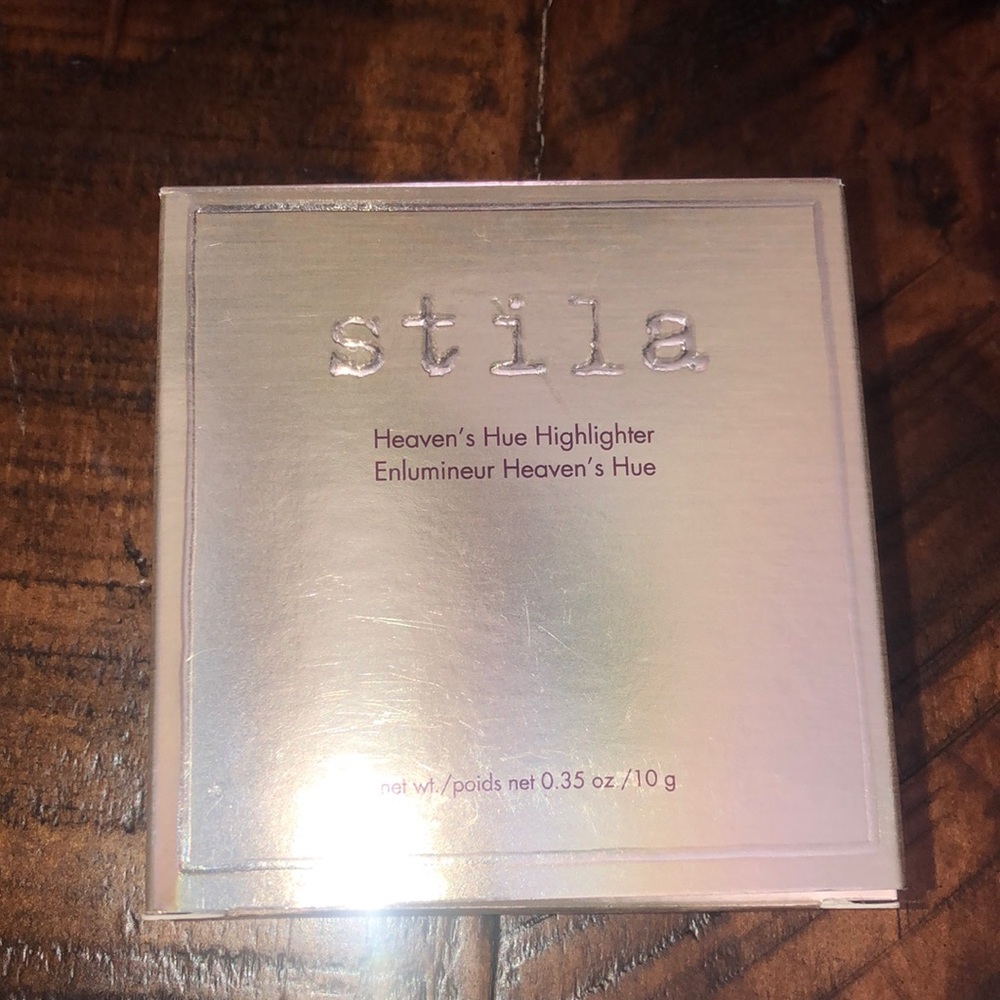 stila
Heaven's Hue Highlighter
Enlumineur Heaven's Hue
net wt./poids net 0.35 oz./10 g